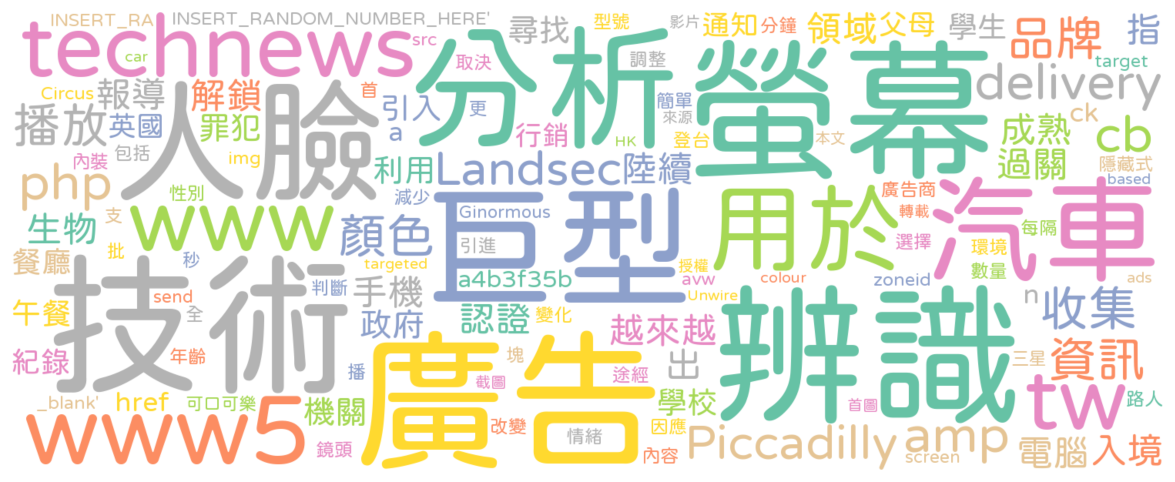 INSERT_RA
INSERT_RANDOM_NUMBER_HERE'
尋找
型號
影片
通知
分鐘
領域
父母
學生
品牌
指
technews
src
car
取決
分析
調整
螢幕
target
delivery
Circus
報導
解鎖
首
引入
更
簡單
來源
HK
登台
本文
成熟
ck
cb
播放
英國
罪犯
人臉
a
行銷
內裝
包括
img
利用
Landsec
陸續
過關
隱藏式
based
php
性別
減少
廣告商
轉載
www
支
顏色
巨型
Ginormous
用於
汽車
選擇
環境
每隔
生物
批
引進
餐廳
秒
targeted
a4b3f35b
授權
avw
colour
zoneid
數量
ads
技術
send
判斷
手機
Unwire
n
收集
午餐
全
政府
認證
變化
越來越
辨識
紀錄
年齡
播
廣告
塊
途經
出
三星
資訊
截圖
_blank'
href
可口可樂
機關
學校
首圖
tw
路人
www5
鏡頭
改變
情緒
因應
內容
Piccadilly
amp
screen
電腦
入境